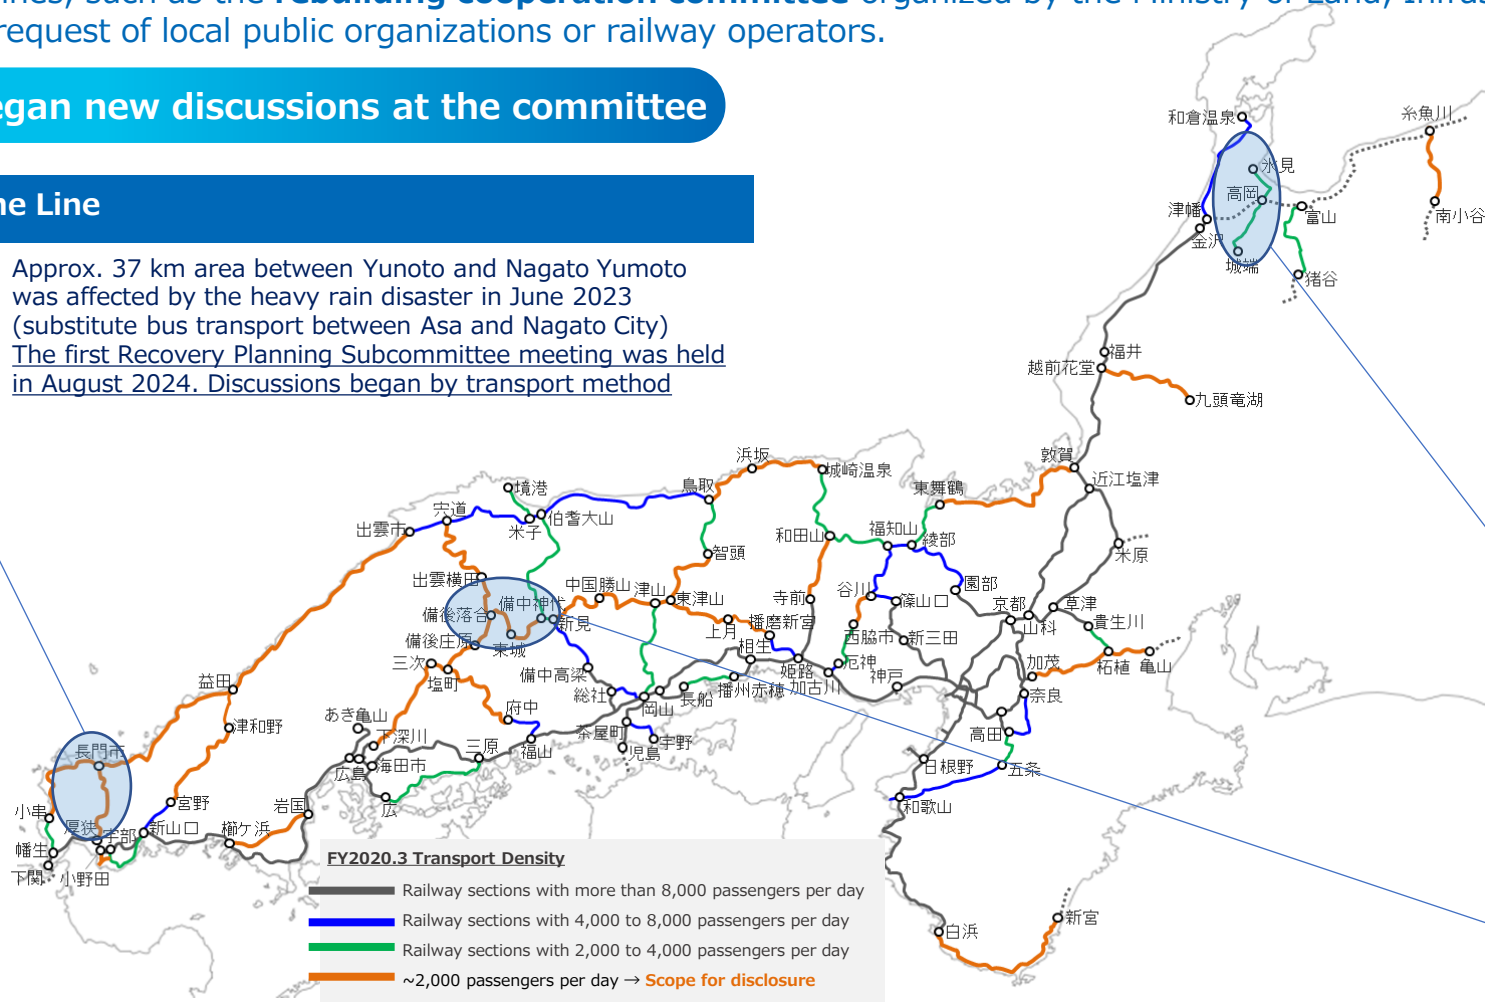 nes, such as the rebuilding cooperation committee organized by the Ministry of Land, Infras
request of local public organizations or railway operators.
egan new discussions at the committee
ne Line
Approx. 37 km area between Yunoto and Nagato Yumoto
was affected by the heavy rain disaster in June 2023
(substitute bus transport between Asa and Nagato City)
The first Recovery Planning Subcommittee meeting was held
in August 2024. Discussions began by transport method
和倉温泉
糸魚川
氷見
高岡
津幡
富山
南小谷
金沢
城端
猪谷
福井
越前花堂
九頭竜湖
敦賀
近江塩津
浜坂
城崎温泉
鳥取
東舞鶴
境港
宍道
出雲市
米子
伯耆大山
和田山
福知山
綾部
米原
智頭
出雲横田
中国勝山
津山
東津山
寺前
谷川
篠山口
園部
京都
山科
草津
貴生川
備後落合
備中神代
新見
上月
播磨新宮
西脇市
新三田
備後庄原
東城
三次
塩町
備中高梁
相生
姫路
加古川
厄神
神戸
加茂
柘植
亀山
総社
岡山
長船
播州赤穂
奈良
益田
津和野
あき亀山
下深川
府中
三原
福山
茶屋町
宇野
児島
高田
長門市
広島
海田市
日根野
五条
小串
宮野
岩国
広
和歌山
厚狭
宇部
新山口
櫛ケ浜
幡生
下関
小野田
白浜
新宮
FY2020.3 Transport Density
Railway sections with more than 8,000 passengers per day
Railway sections with 4,000 to 8,000 passengers per day
Railway sections with 2,000 to 4,000 passengers per day
~2,000 passengers per day → Scope for disclosure